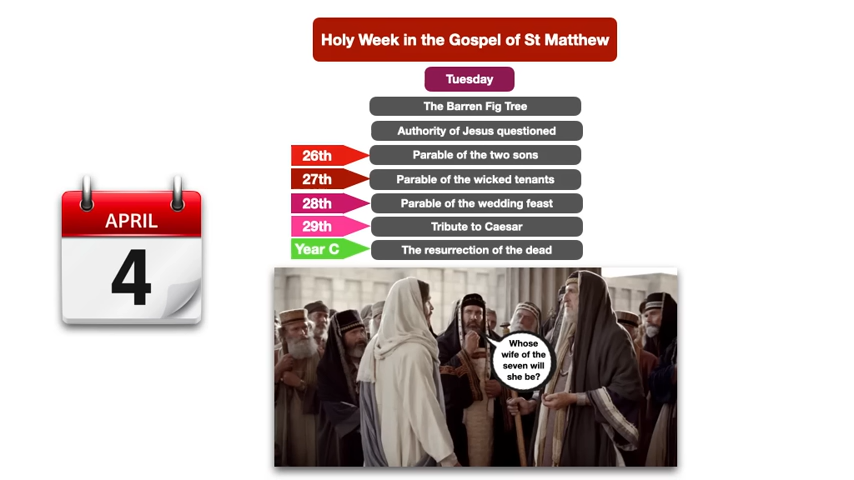 Holy Week in the Gospel of St Matthew
Tuesday
The Barren Fig Tree
Authority of Jesus questioned
26th Parable of the two sons
27th Parable of the wicked tenants
28th Parable of the wedding feast
29th Tribute to Caesar
Year C The resurrection of the dead
APRIL
4
Whose
wife of the
seven will
she be?